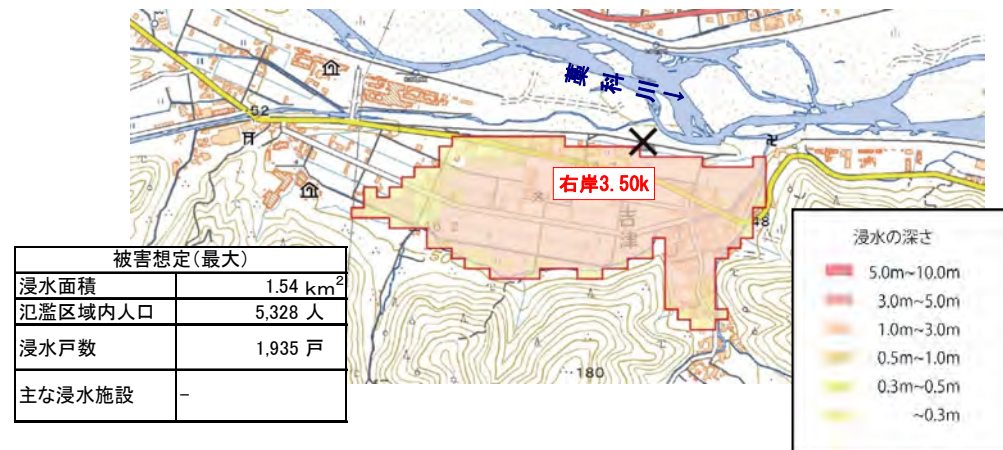 52
藁科川→
右岸3.50k
吉津
48
180
被害想定(最大)
浸水面積 1.54 km²
氾濫区域内人口 5,328 人
浸水戸数 1,935 戸
主な浸水施設 -
浸水の深さ
5.0m~10.0m
3.0m~5.0m
1.0m~3.0m
0.5m~1.0m
0.3m~0.5m
~0.3m